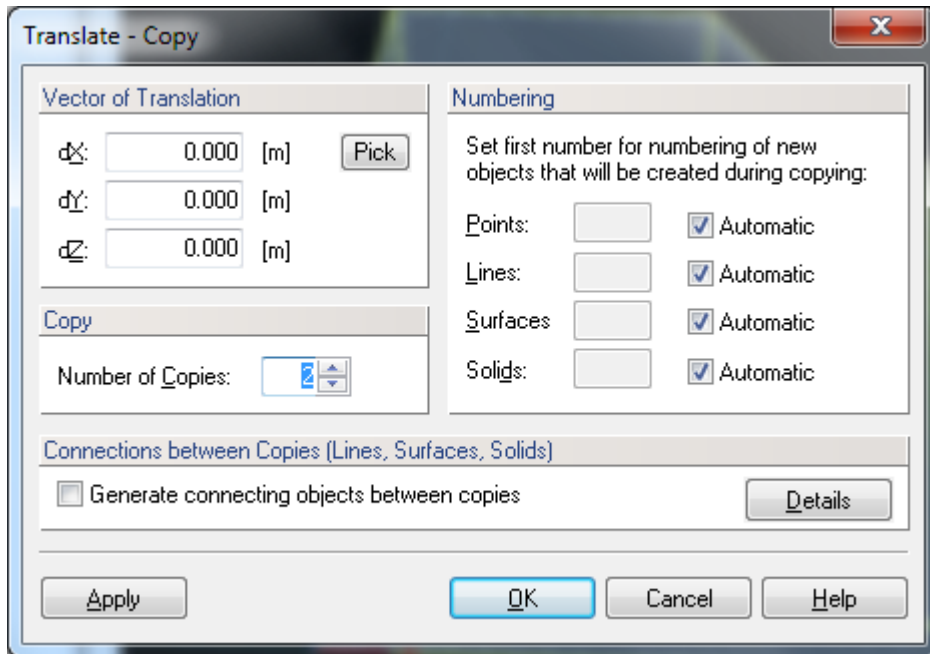 Translate - Copy
Vector of Translation
dX: 0.000 [m] Pick
dY: 0.000 [m]
dZ: 0.000 [m]
Copy
Number of Copies: 2
Numbering
Set first number for numbering of new
objects that will be created during copying:
Points: Automatic
Lines: Automatic
Surfaces Automatic
Solids: Automatic
Connections between Copies (Lines, Surfaces, Solids)
Generate connecting objects between copies Details
Apply OK Cancel Help